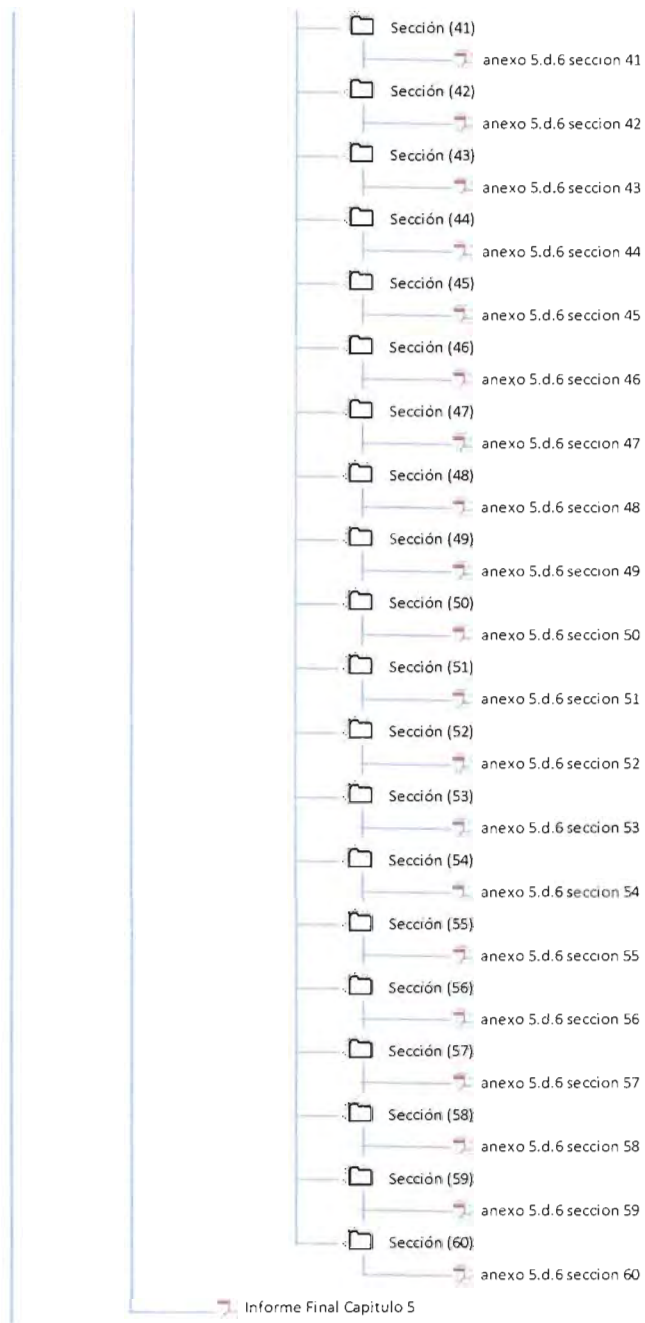 Sección (41)
anexo 5.d.6 seccion 41
Sección (42)
anexo 5.d.6 seccion 42
Sección (43)
anexo 5.d.6 seccion 43
Sección (44)
anexo 5.d.6 seccion 44
Sección (45)
anexo 5.d.6 seccion 45
Sección (46)
anexo 5.d.6 seccion 46
Sección (47)
anexo 5.d.6 seccion 47
Sección (48)
anexo 5.d.6 seccion 48
Sección (49)
anexo 5.d.6 seccion 49
Sección (50)
anexo 5.d.6 seccion 50
Sección (51)
anexo 5.d.6 seccion 51
Sección (52)
anexo 5.d.6 seccion 52
Sección (53)
anexo 5.d.6 seccion 53
Sección (54)
anexo 5.d.6 seccion 54
Sección (55)
anexo 5.d.6 seccion 55
Sección (56)
anexo 5.d.6 seccion 56
Sección (57)
anexo 5.d.6 seccion 57
Sección (58)
anexo 5.d.6 seccion 58
Sección (59)
anexo 5.d.6 seccion 59
Sección (60)
anexo 5.d.6 seccion 60
Informe Final Capitulo 5